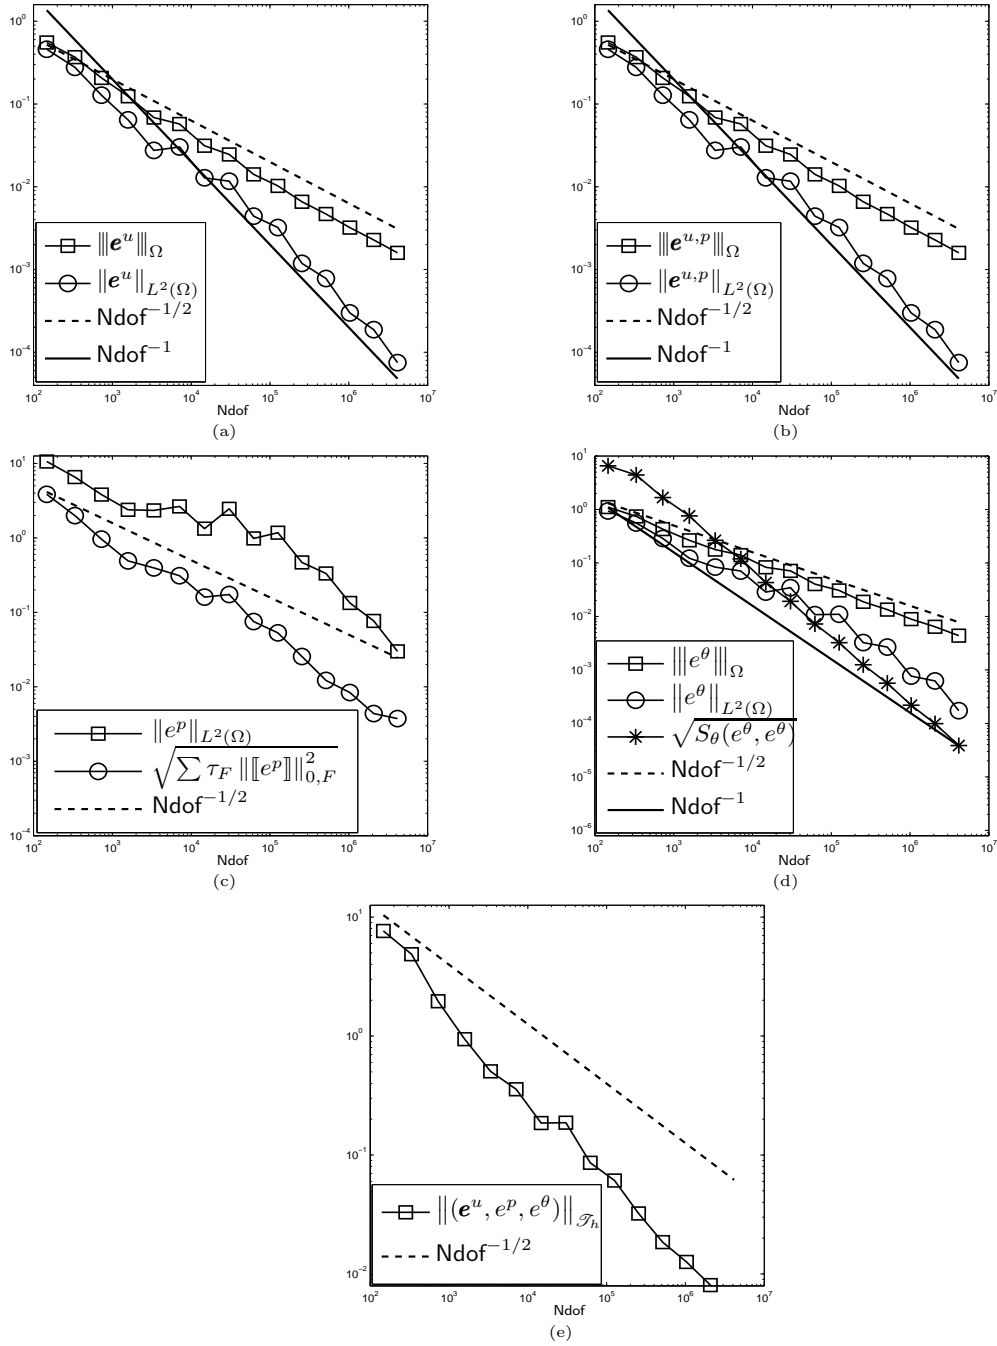 10^0
10^{-1}
10^{-2}
10^{-3}
10^{-4}
|||e^u|||_Ω
||e^u||_{L^2(Ω)}
Ndof^{-1/2}
Ndof^{-1}
10^2 10^3 10^4 10^5 10^6 10^7
Ndof
(a)
10^0
10^{-1}
10^{-2}
10^{-3}
10^{-4}
|||e^{u,p}|||_Ω
||e^{u,p}||_{L^2(Ω)}
Ndof^{-1/2}
Ndof^{-1}
10^2 10^3 10^4 10^5 10^6 10^7
Ndof
(b)
10^1
10^0
10^{-1}
10^{-2}
10^{-3}
10^{-4}
||e^p||_{L^2(Ω)}
√(∑ τ_F ||⟦e^p⟧||^2_{0,F})
Ndof^{-1/2}
10^2 10^3 10^4 10^5 10^6 10^7
Ndof
(c)
10^1
10^0
10^{-1}
10^{-2}
10^{-3}
10^{-4}
10^{-5}
10^{-6}
|||e^θ|||_Ω
||e^θ||_{L^2(Ω)}
√(S_θ(e^θ, e^θ))
Ndof^{-1/2}
Ndof^{-1}
10^2 10^3 10^4 10^5 10^6 10^7
Ndof
(d)
10^1
10^0
10^{-1}
10^{-2}
||(e^u, e^p, e^θ)||_{𝒯_h}
Ndof^{-1/2}
10^2 10^3 10^4 10^5 10^6 10^7
Ndof
(e)